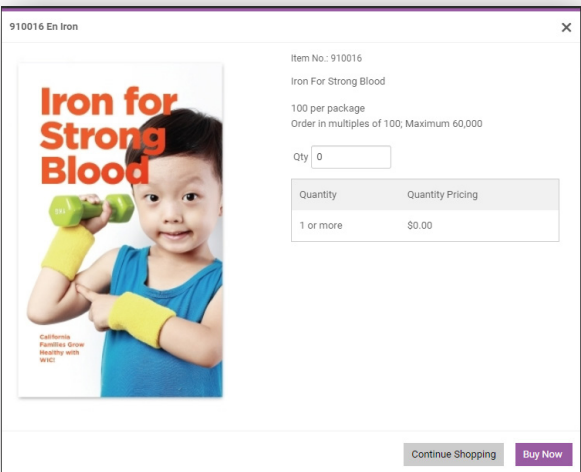 910016 En Iron
×
Iron for
Strong
Blood
California
Families Grow
Healthy with
WIC!
Item No.: 910016
Iron For Strong Blood
100 per package
Order in multiples of 100; Maximum 60,000
Qty 0
Quantity Quantity Pricing
1 or more $0.00
Continue Shopping Buy Now